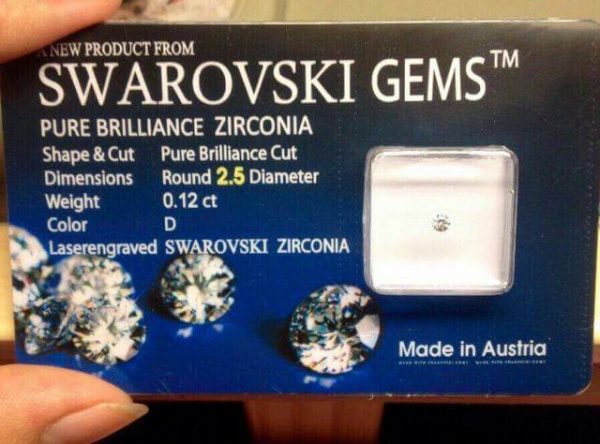 A NEW PRODUCT FROM
SWAROVSKI GEMS™
PURE BRILLIANCE ZIRCONIA
Shape & Cut Pure Brilliance Cut
Dimensions Round 2.5 Diameter
Weight 0.12 ct
Color D
Laserengraved SWAROVSKI ZIRCONIA
Made in Austria